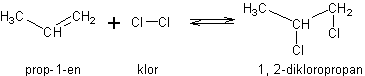 H₃C CH CH₂ + Cl—Cl ⇌ H₃C CH CH₂ Cl Cl
prop-1-en klor 1, 2-dikloropropan